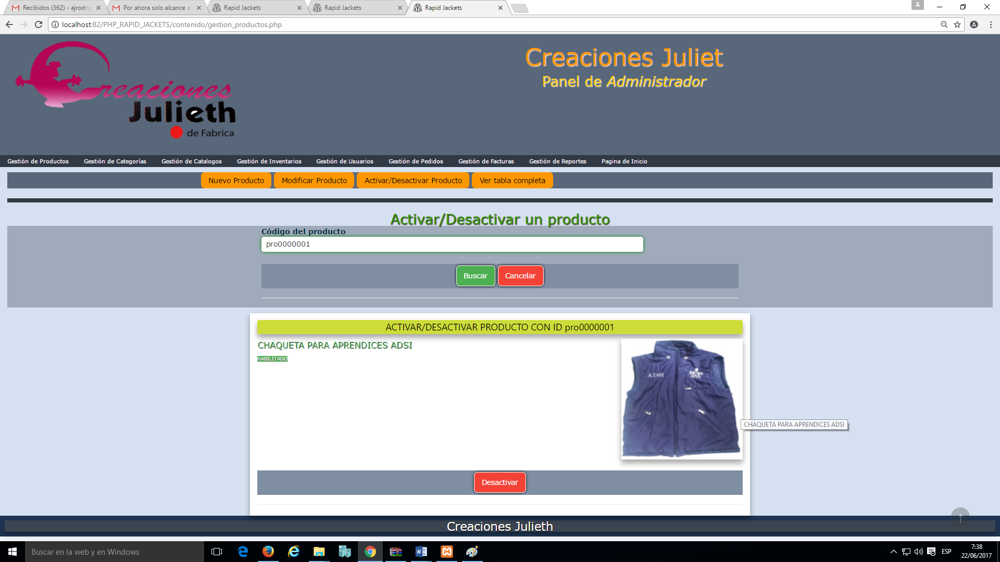 Recibidos (362) - ajrodrig
Por ahora solo alcance a
Rapid Jackets
Rapid Jackets
Rapid Jackets
localhost:82/PHP_RAPID_JACKETS/contenido/gestion_productos.php
Creaciones
Julieth
de Fabrica
Creaciones Juliet
Panel de Administrador
Gestión de Productos
Gestión de Categorías
Gestión de Catalogos
Gestión de Inventarios
Gestión de Usuarios
Gestión de Pedidos
Gestión de Facturas
Gestión de Reportes
Pagina de Inicio
Nuevo Producto
Modificar Producto
Activar/Desactivar Producto
Ver tabla completa
Activar/Desactivar un producto
Código del producto
pro0000001
Buscar
Cancelar
ACTIVAR/DESACTIVAR PRODUCTO CON ID pro0000001
CHAQUETA PARA APRENDICES ADSI
HABILITADO
ADSI
CHAQUETA PARA APRENDICES ADSI
Desactivar
Creaciones Julieth
Buscar en la web y en Windows
ESP
7:38
22/06/2017